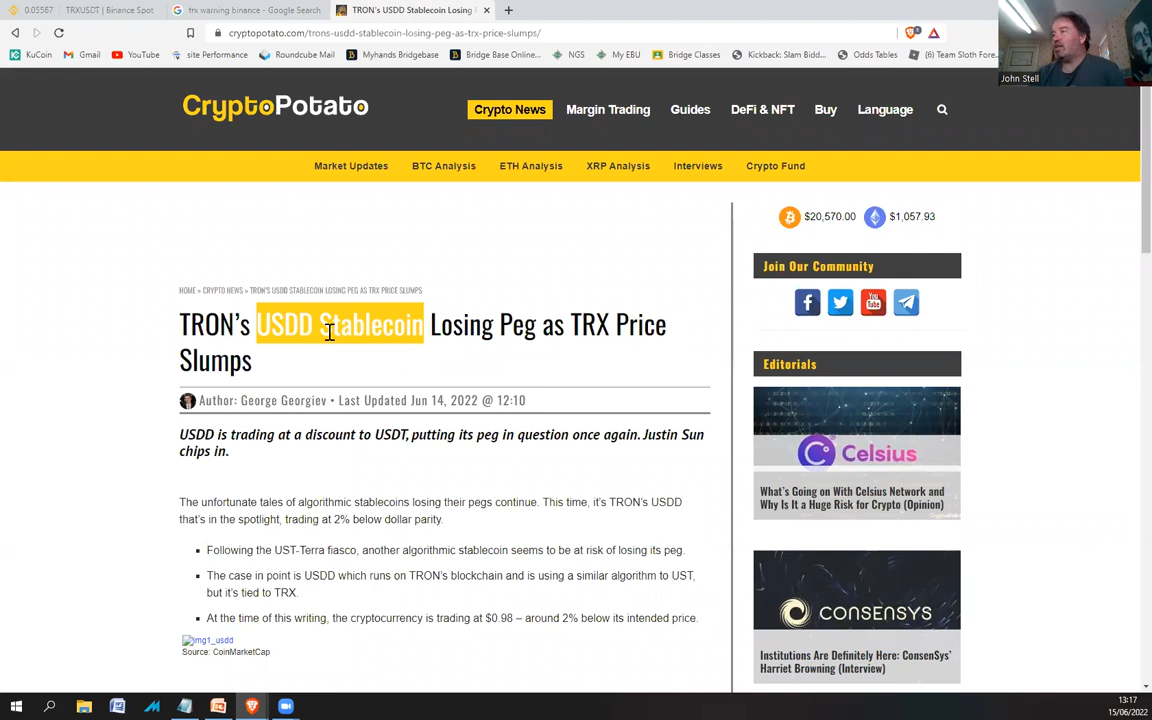 0.05567 | TRXUSDT | Binance Spot
trx warning binance - Google Search
TRON's USDD Stablecoin Losing
cryptopotato.com/trons-usdd-stablecoin-losing-peg-as-trx-price-slumps/
KuCoin
Gmail
YouTube
site Performance
Roundcube Mail
Myhands Bridgebase
Bridge Base Online...
NGS
My EBU
Bridge Classes
Kickback: Slam Bidd...
Odds Tables
(6) Team Sloth Fore
John Stell
CryptoPotato
Crypto News
Margin Trading
Guides
DeFi & NFT
Buy
Language
Market Updates
BTC Analysis
ETH Analysis
XRP Analysis
Interviews
Crypto Fund
$20,570.00
$1,057.93
Join Our Community
You Tube
HOME » CRYPTO NEWS » TRON'S USDD STABLECOIN LOSING PEG AS TRX PRICE SLUMPS
TRON's USDD Stablecoin Losing Peg as TRX Price
Slumps
Author: George Georgiev • Last Updated Jun 14, 2022 @ 12:10
USDD is trading at a discount to USDT, putting its peg in question once again. Justin Sun
chips in.
The unfortunate tales of algorithmic stablecoins losing their pegs continue. This time, it's TRON's USDD
that's in the spotlight, trading at 2% below dollar parity.
Following the UST-Terra fiasco, another algorithmic stablecoin seems to be at risk of losing its peg.
The case in point is USDD which runs on TRON's blockchain and is using a similar algorithm to UST,
but it's tied to TRX.
At the time of this writing, the cryptocurrency is trading at $0.98 – around 2% below its intended price.
img1_usdd
Source: CoinMarketCap
Editorials
Celsius
What's Going on With Celsius Network and
Why Is it a Huge Risk for Crypto (Opinion)
CONSENSYS
Institutions Are Definitely Here: ConsenSys'
Harriet Browning (Interview)
13:17
15/06/2022